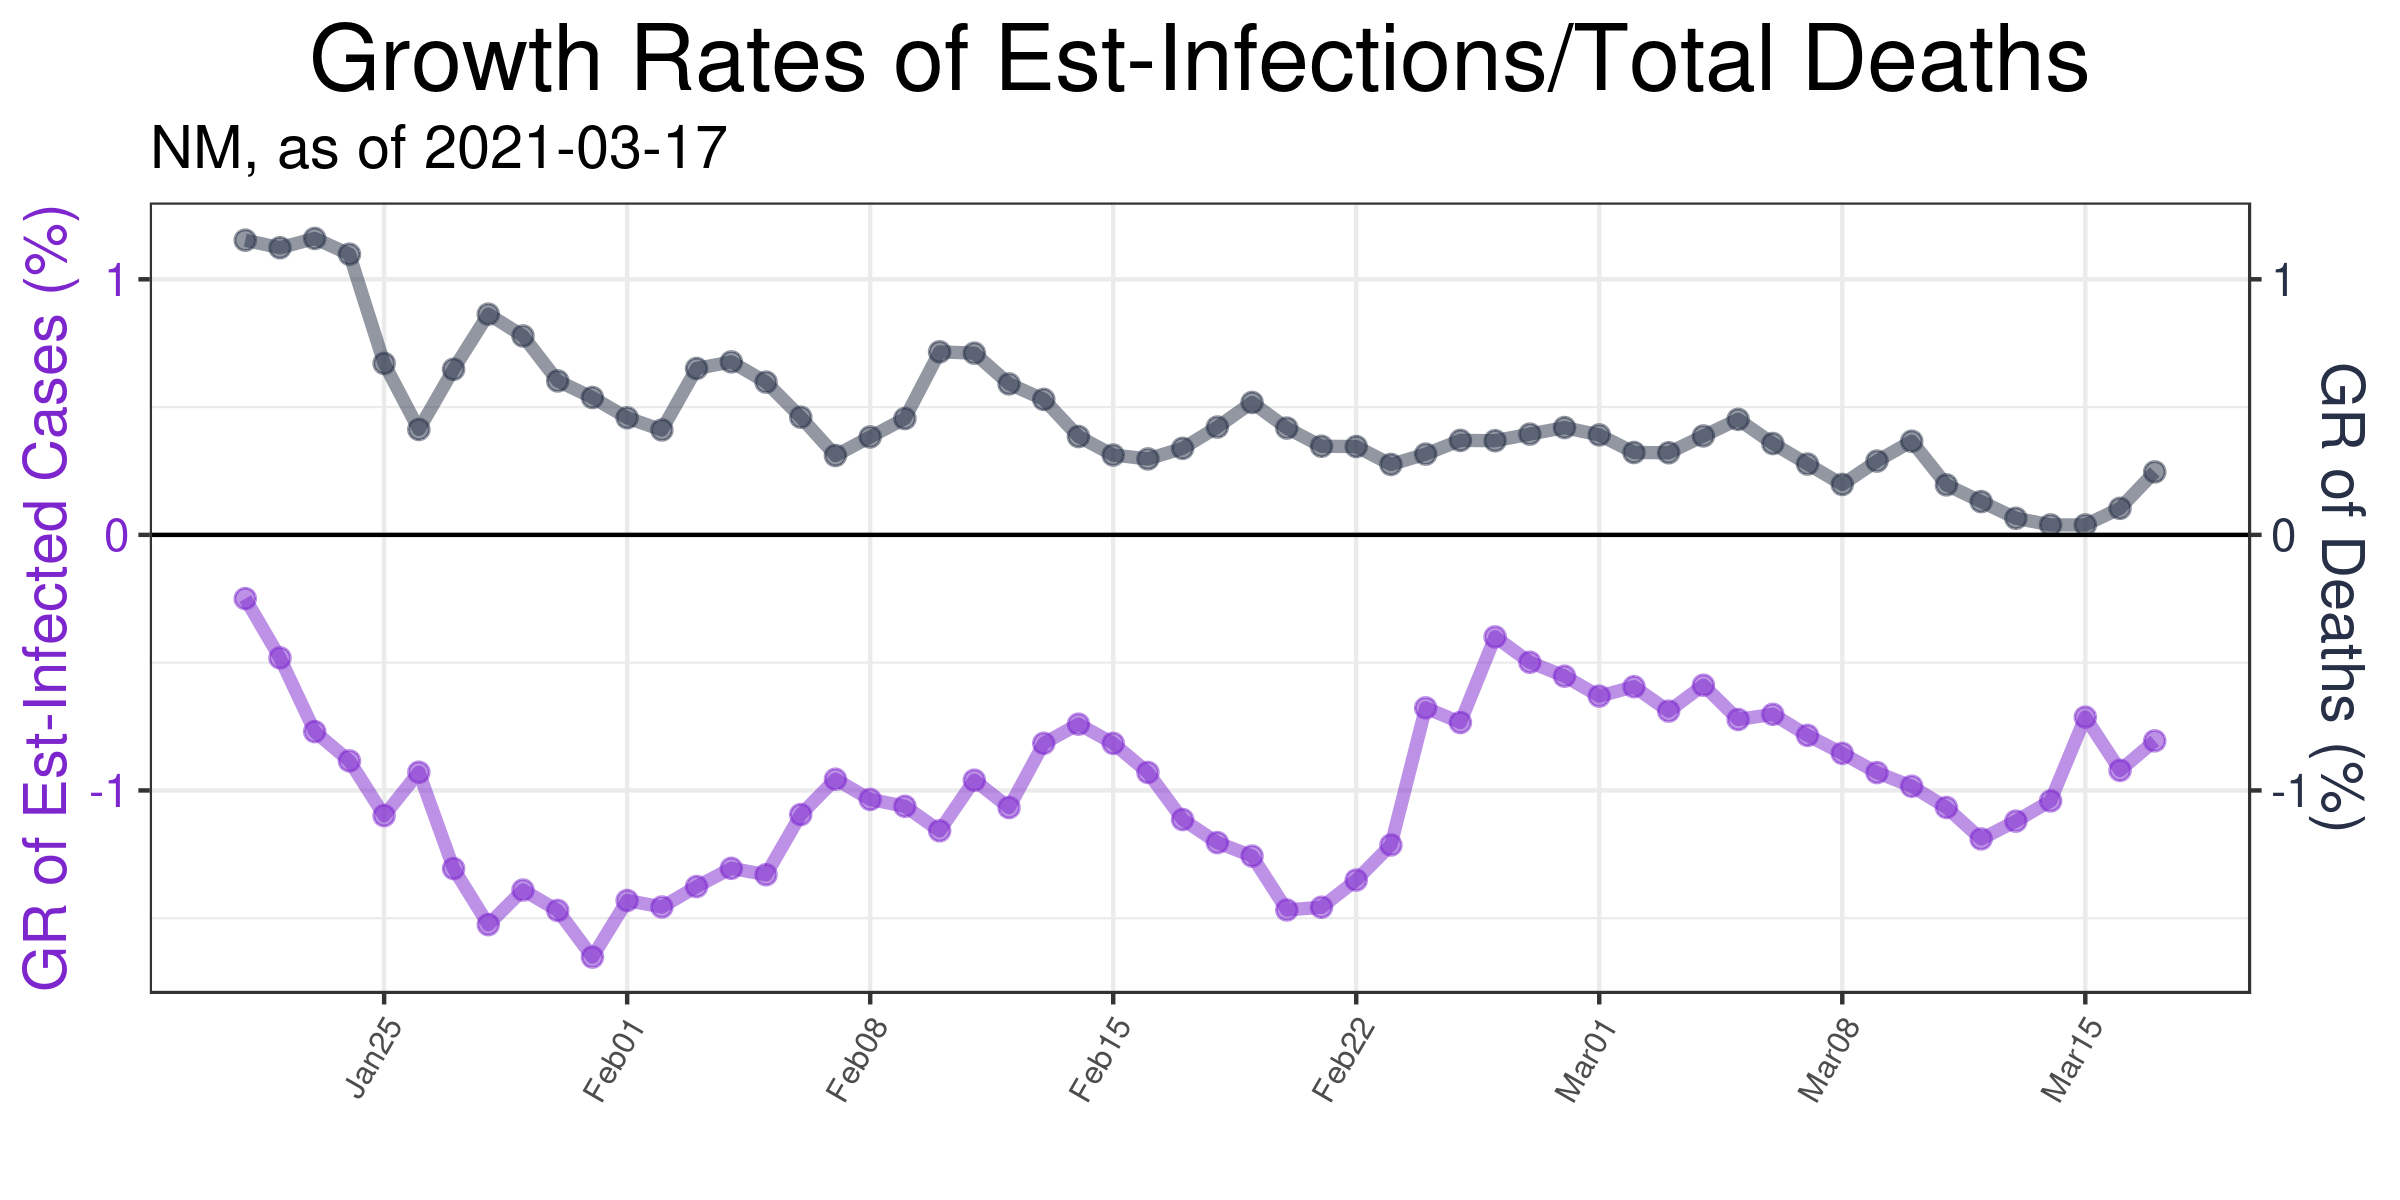 Growth Rates of Est-Infections/Total Deaths
NM, as of 2021-03-17
GR of Est-Infected Cases (%)
1
0
-1
1
0
-1
GR of Deaths (%)
Jan25
Feb01
Feb08
Feb15
Feb22
Mar01
Mar08
Mar15